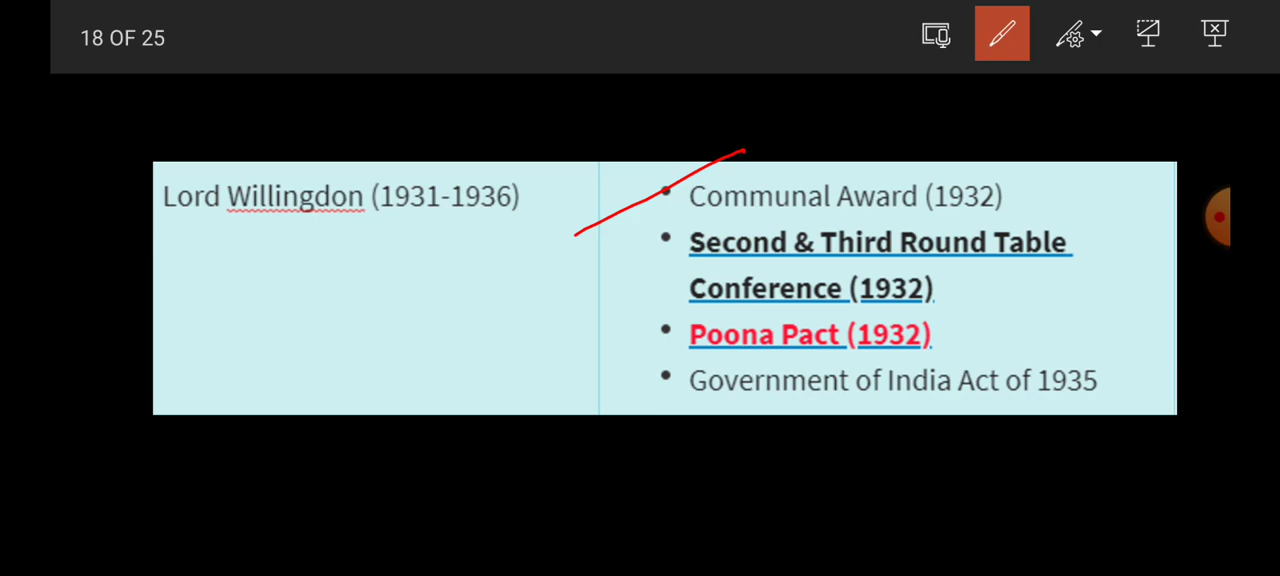 18 OF 25
Lord Willingdon (1931-1936)
• Communal Award (1932)
• Second & Third Round Table
Conference (1932)
• Poona Pact (1932)
• Government of India Act of 1935